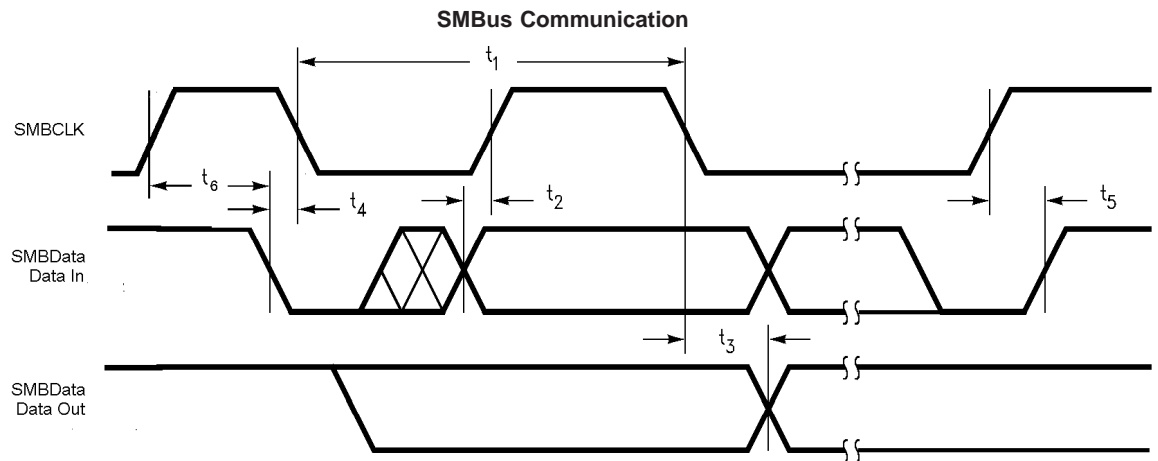 SMBus Communication
t1
SMBCLK
t6
t4
t2
t5
SMBData
Data In
t3
SMBData
Data Out